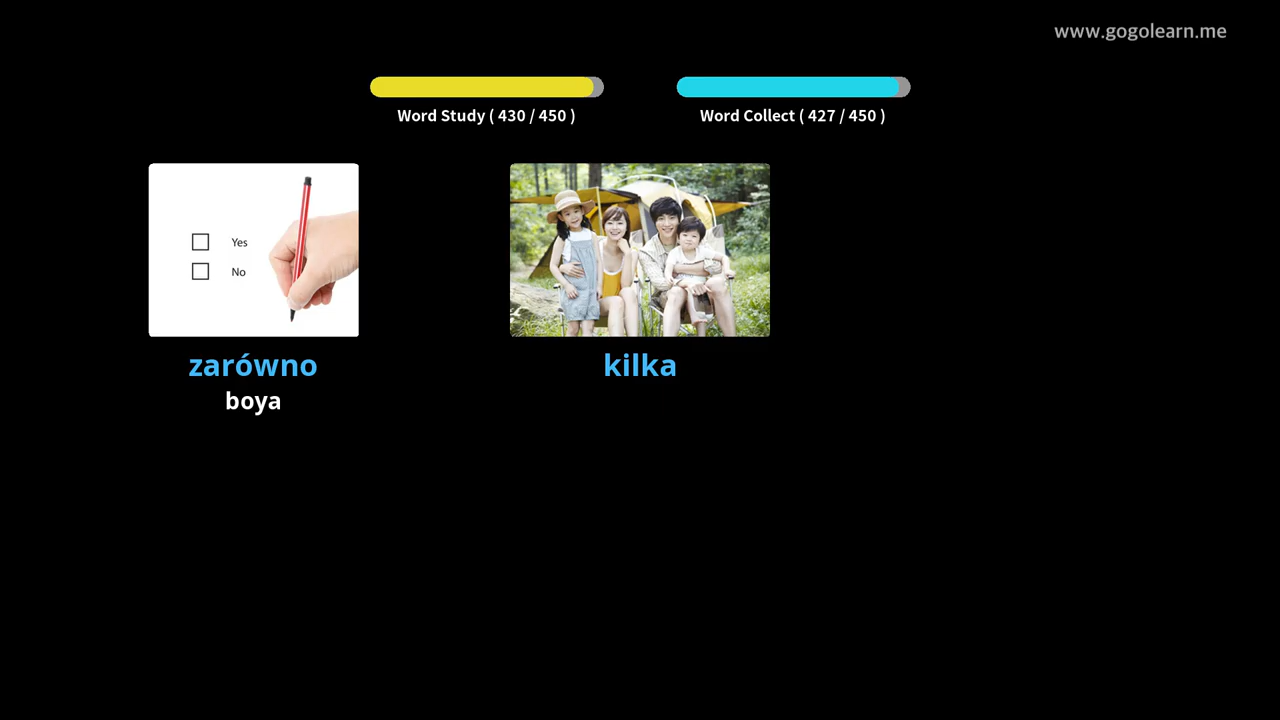 www.gogolearn.me
Word Study ( 430 / 450 )
Word Collect ( 427 / 450 )
Yes
No
zarówno
boya
kilka